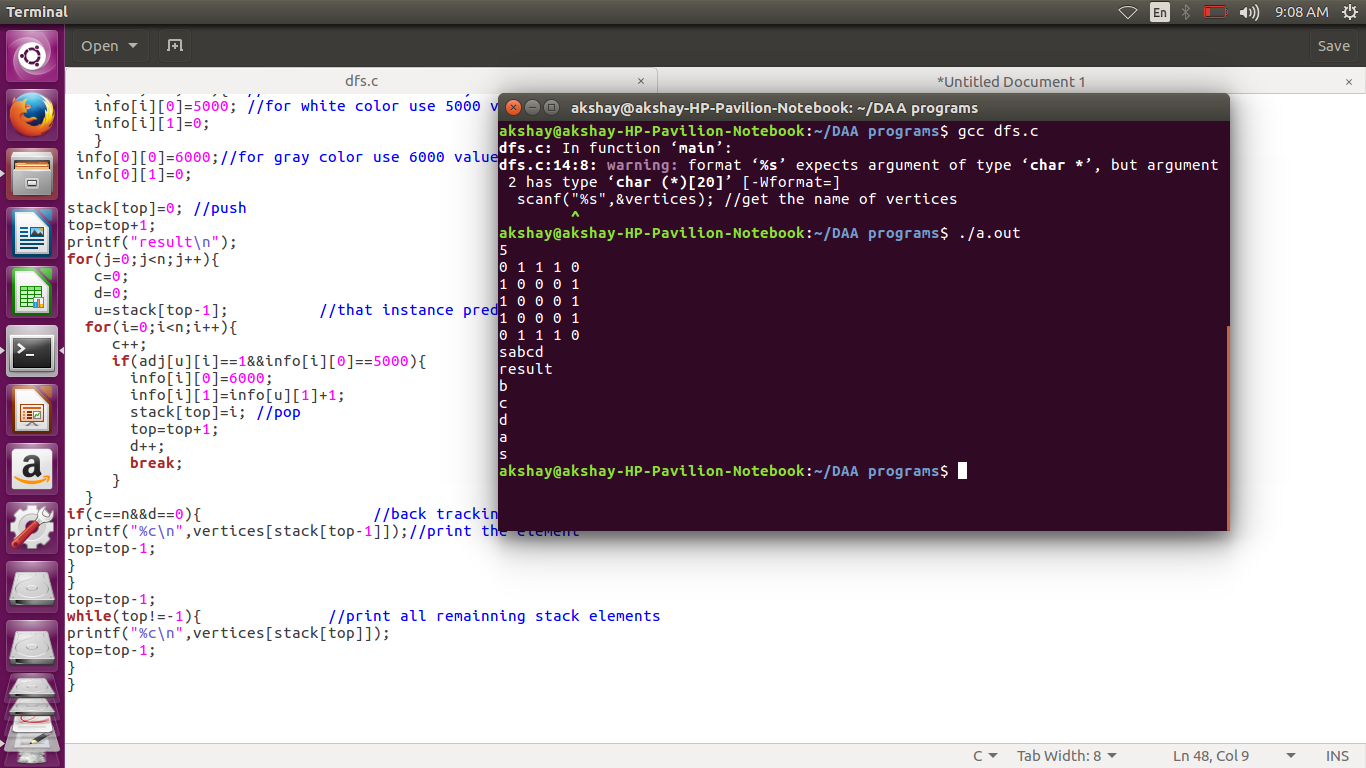 Terminal
En
9:08 AM
Open
Save
dfs.c
*Untitled Document 1
info[i][0]=5000; //for white color use 5000 v
info[i][1]=0;
}
info[0][0]=6000;//for gray color use 6000 value
info[0][1]=0;
stack[top]=0; //push
top=top+1;
printf("result\n");
for(j=0;j<n;j++){
c=0;
d=0;
u=stack[top-1]; //that instance pred
for(i=0;i<n;i++){
c++;
if(adj[u][i]==1&&info[i][0]==5000){
info[i][0]=6000;
info[i][1]=info[u][1]+1;
stack[top]=i; //pop
top=top+1;
d++;
break;
}
}
if(c==n&&d==0){ //back trackin
printf("%c\n",vertices[stack[top-1]]);//print the element
top=top-1;
}
}
top=top-1;
while(top!=-1){ //print all remainning stack elements
printf("%c\n",vertices[stack[top]]);
top=top-1;
}
}
akshay@akshay-HP-Pavilion-Notebook: ~/DAA programs
akshay@akshay-HP-Pavilion-Notebook:~/DAA programs$ gcc dfs.c
dfs.c: In function ‘main’:
dfs.c:14:8: warning: format ‘%s’ expects argument of type ‘char *’, but argument
2 has type ‘char (*)[20]’ [-Wformat=]
scanf("%s",&vertices); //get the name of vertices
^
akshay@akshay-HP-Pavilion-Notebook:~/DAA programs$ ./a.out
5
0 1 1 1 0
1 0 0 0 1
1 0 0 0 1
1 0 0 0 1
0 1 1 1 0
sabcd
result
b
c
d
a
s
akshay@akshay-HP-Pavilion-Notebook:~/DAA programs$
C
Tab Width: 8
Ln 48, Col 9
INS